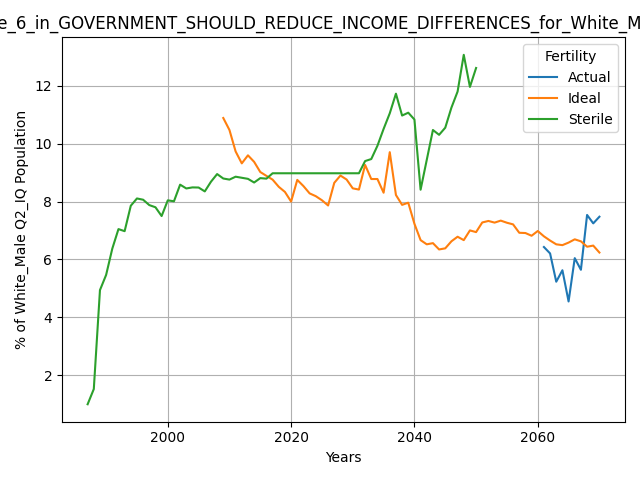 e_6_in_GOVERNMENT_SHOULD_REDUCE_INCOME_DIFFERENCES_for_White_M
Fertility
Actual
Ideal
Sterile
% of White_Male Q2_IQ Population
12
10
8
6
4
2
2000 2020 2040 2060
Years